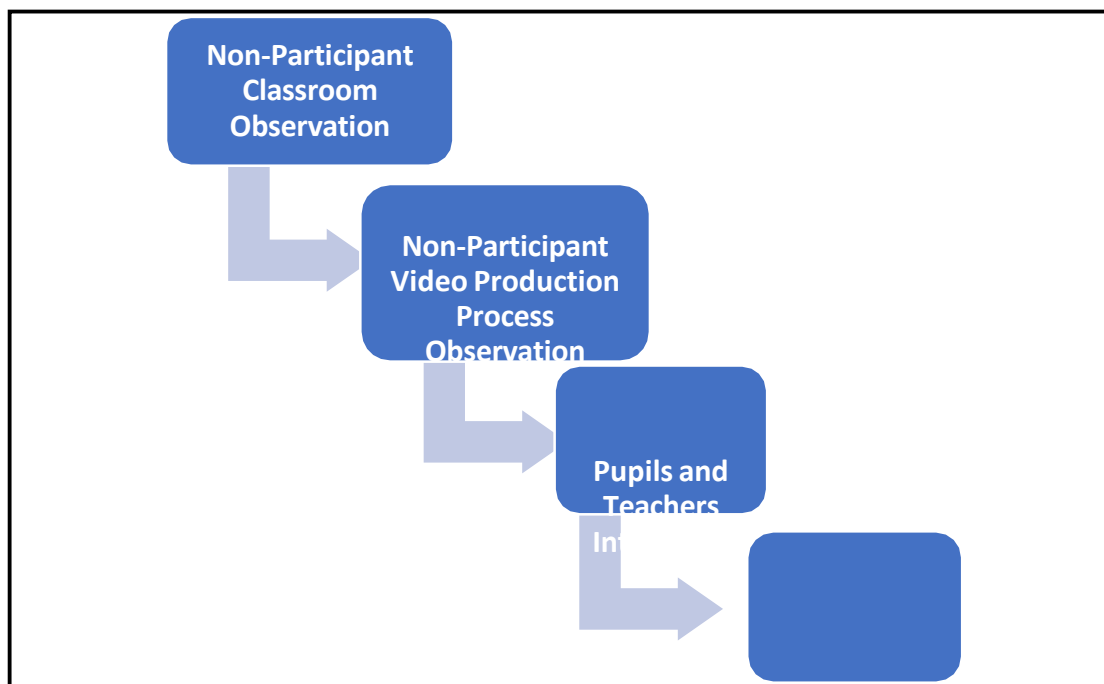 Non-Participant
Classroom
Observation
Non-Participant
Video Production
Process
Observation
Pupils and
Teachers